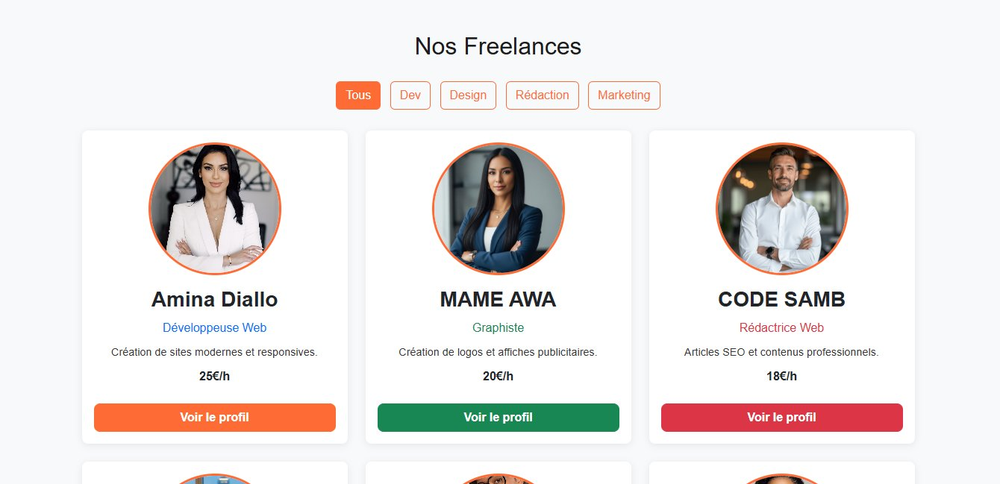 Nos Freelances
Tous Dev Design Rédaction Marketing
Amina Diallo
Développeuse Web
Création de sites modernes et responsives.
25€/h
Voir le profil
MAME AWA
Graphiste
Création de logos et affiches publicitaires.
20€/h
Voir le profil
CODE SAMB
Rédactrice Web
Articles SEO et contenus professionnels.
18€/h
Voir le profil